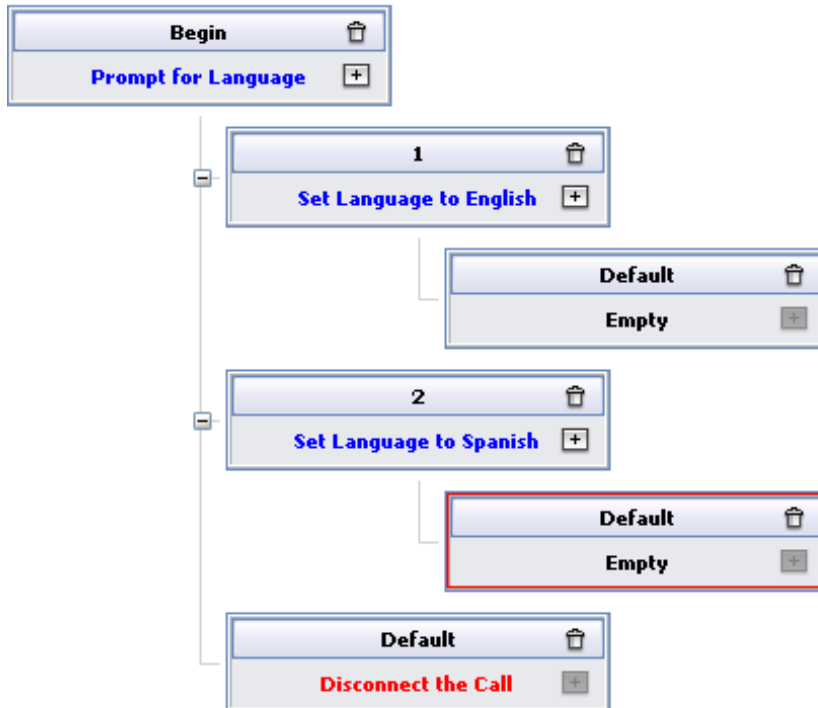 Begin
Prompt for Language
1
Set Language to English
Default
Empty
2
Set Language to Spanish
Default
Empty
Default
Disconnect the Call